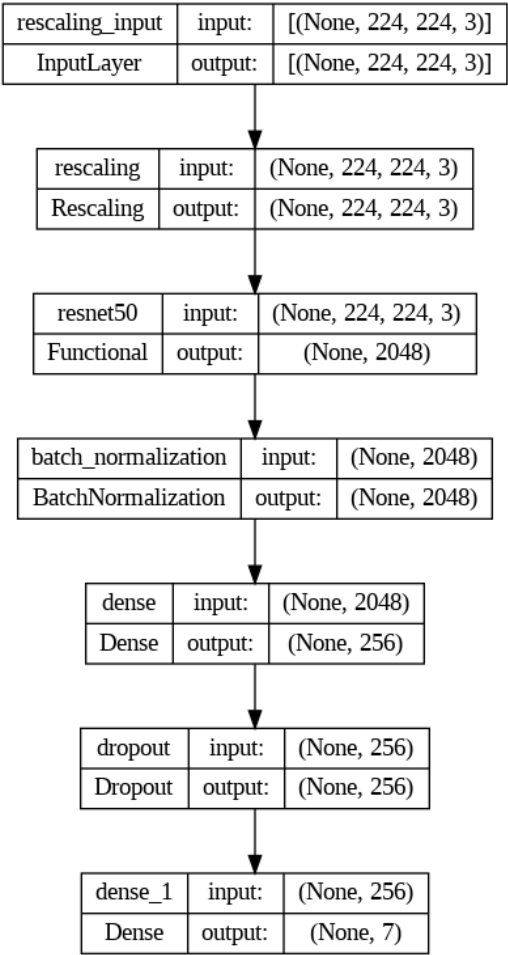 rescaling_input input: [(None, 224, 224, 3)]
InputLayer output: [(None, 224, 224, 3)]
rescaling input: (None, 224, 224, 3)
Rescaling output: (None, 224, 224, 3)
resnet50 input: (None, 224, 224, 3)
Functional output: (None, 2048)
batch_normalization input: (None, 2048)
BatchNormalization output: (None, 2048)
dense input: (None, 2048)
Dense output: (None, 256)
dropout input: (None, 256)
Dropout output: (None, 256)
dense_1 input: (None, 256)
Dense output: (None, 7)